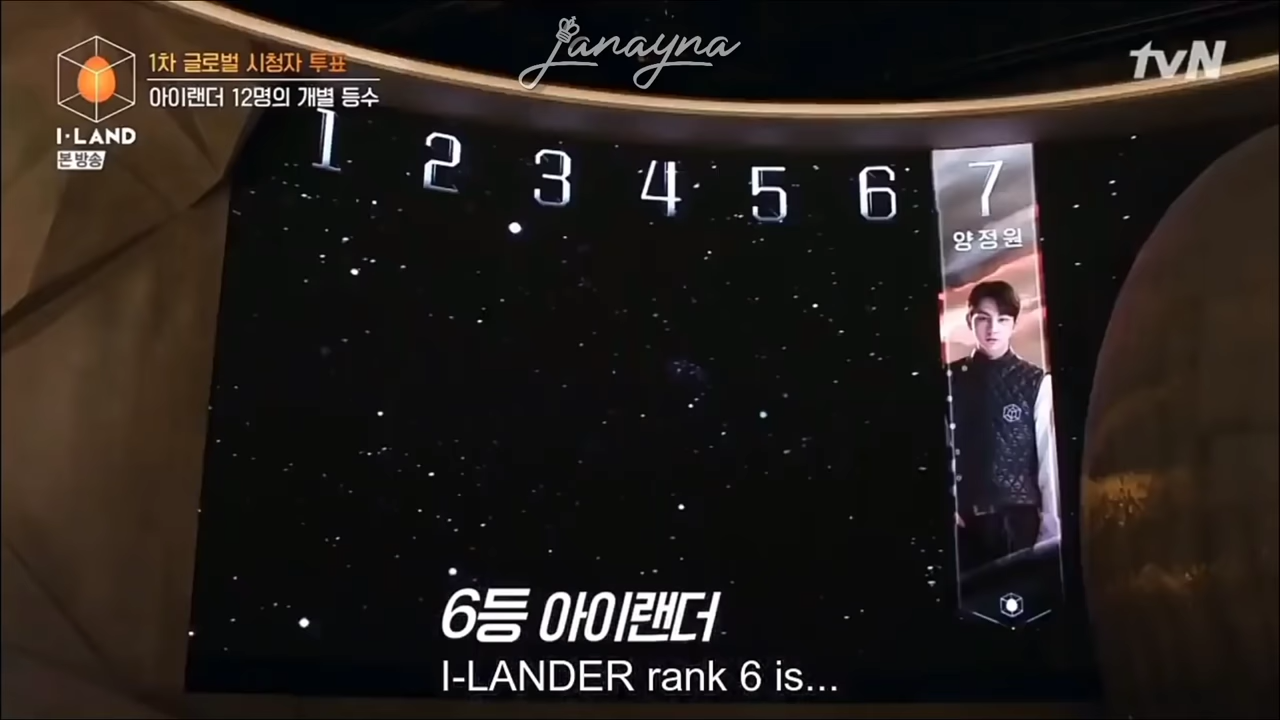 janayna
tvN
1차 글로벌 시청자 투표
아이랜더 12명의 개별 등수
I·LAND
본방송
1 2 3 4 5 6 7
양정원
6등 아이랜더
I-LANDER rank 6 is...